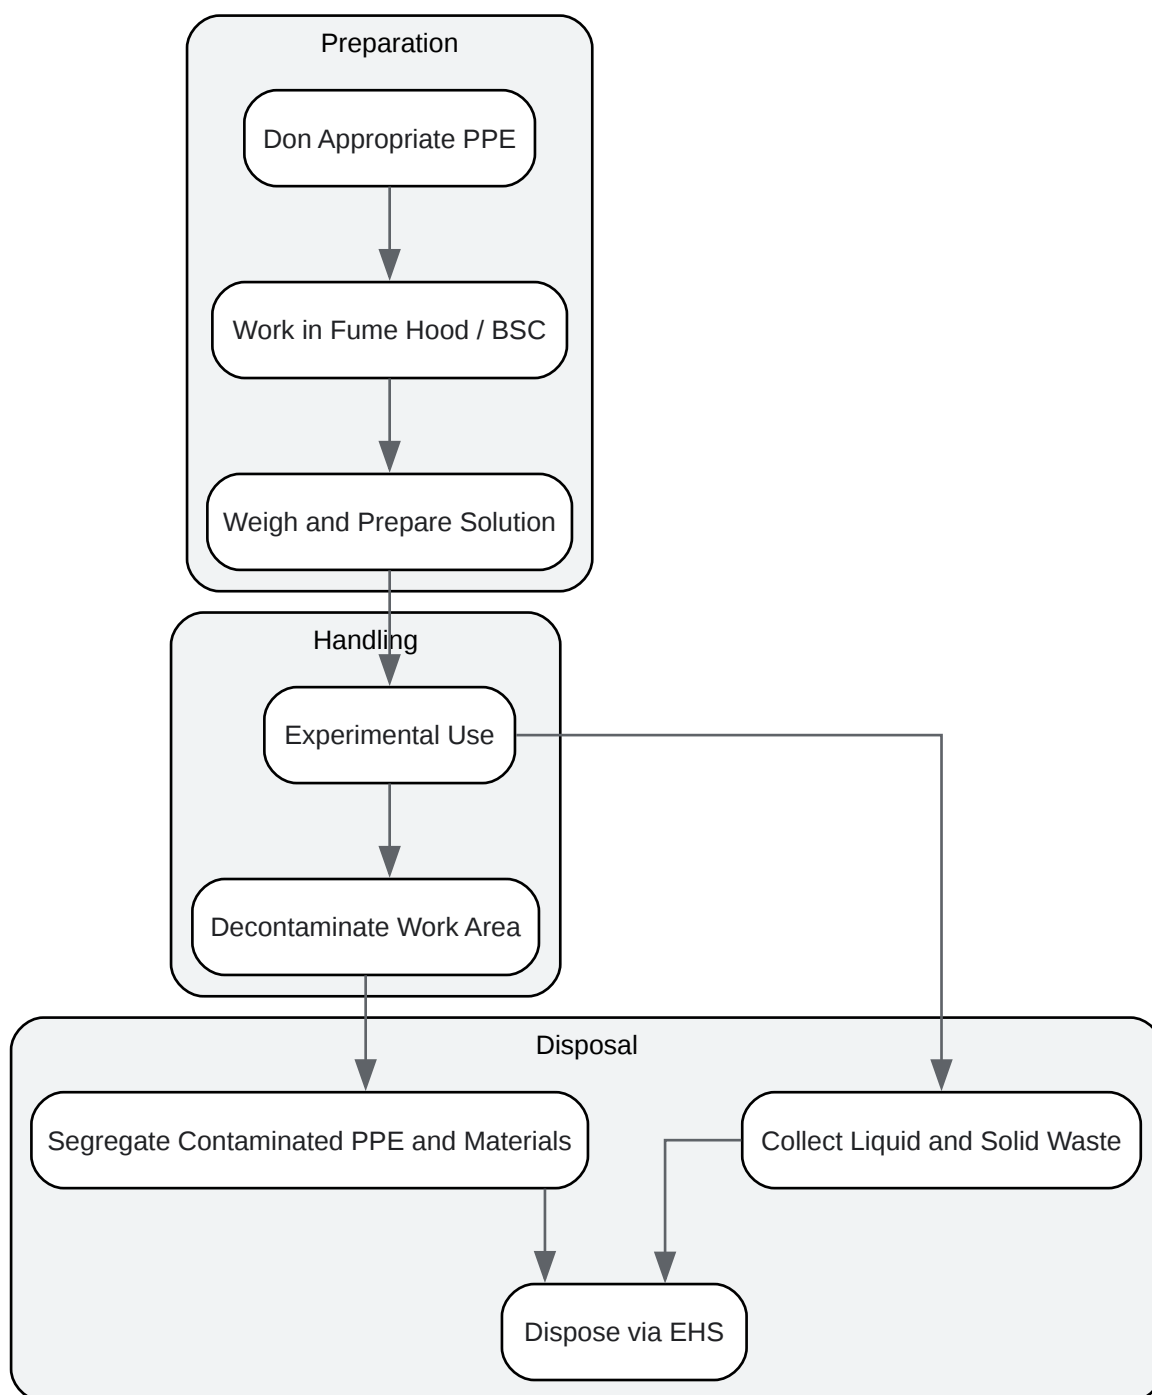 Preparation
Don Appropriate PPE
Work in Fume Hood / BSC
Weigh and Prepare Solution
Handling
Experimental Use
Decontaminate Work Area
Disposal
Segregate Contaminated PPE and Materials
Collect Liquid and Solid Waste
Dispose via EHS